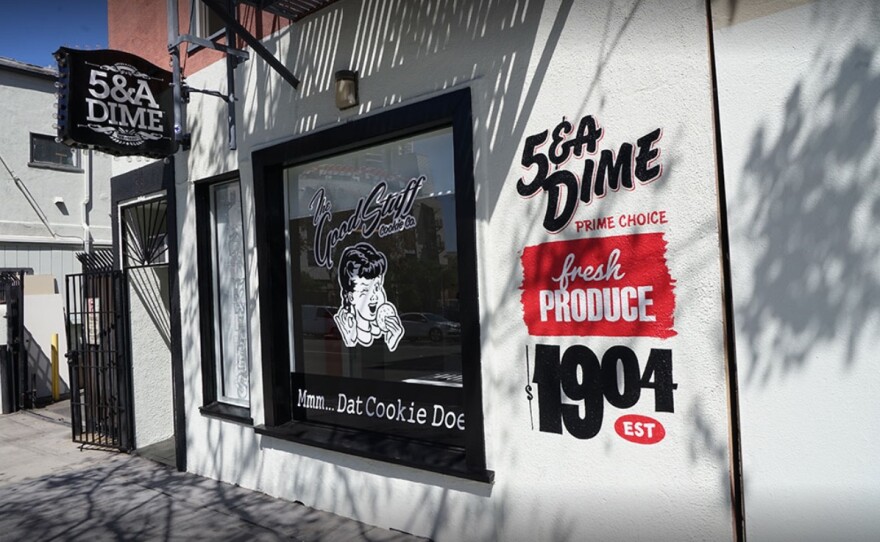 5&A
DIME
The
Good Stuff
Cookie Co.
Mmm... Dat Cookie Doe
5&A
DIME
PRIME CHOICE
fresh
PRODUCE
$1904
EST